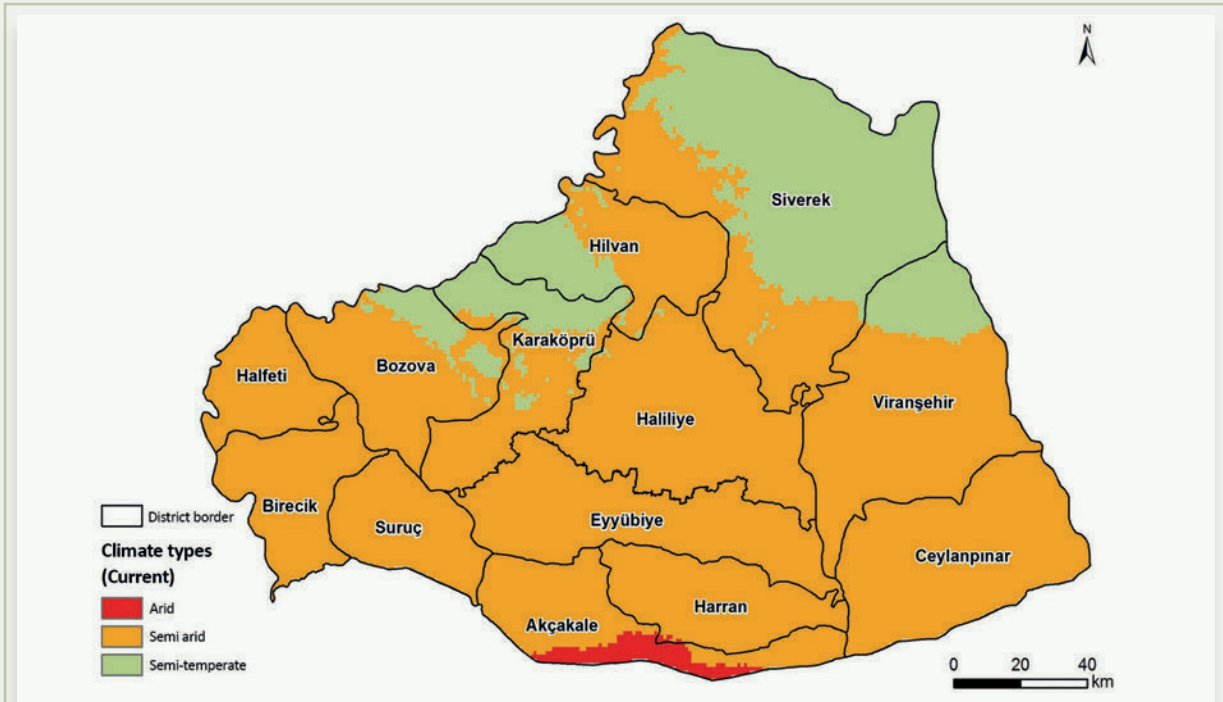 N
Siverek
Hilvan
Karaköprü
Bozova
Halfeti
Viranşehir
Haliliye
Birecik
Suruç
Eyyübiye
Ceylanpınar
Harran
Akçakale
District border
Climate types
(Current)
Arid
Semi arid
Semi-temperate
0 20 40
km